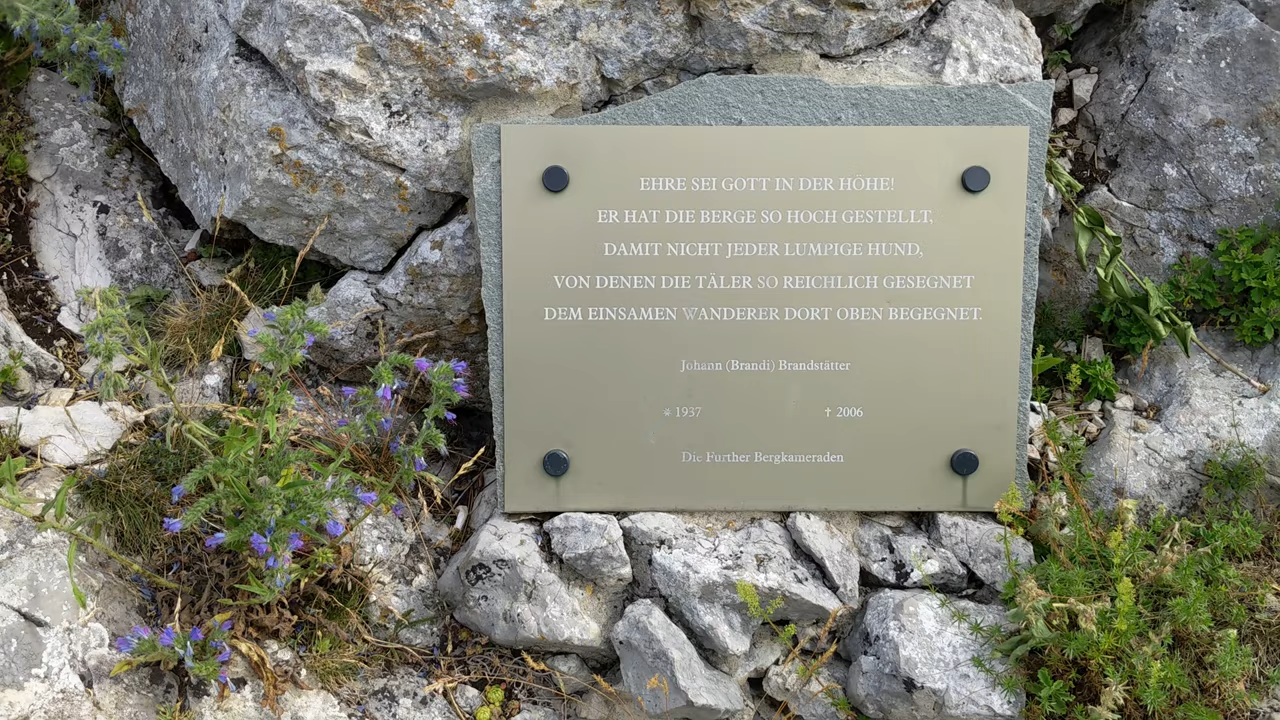 EHRE SEI GOTT IN DER HÖHE!
ER HAT DIE BERGE SO HOCH GESTELLT,
DAMIT NICHT JEDER LUMPIGE HUND,
VON DENEN DIE TÄLER SO REICHLICH GESEGNET
DEM EINSAMEN WANDERER DORT OBEN BEGEGNET.
Johann (Brandi) Brandstätter
* 1937 † 2006
Die Further Bergkameraden